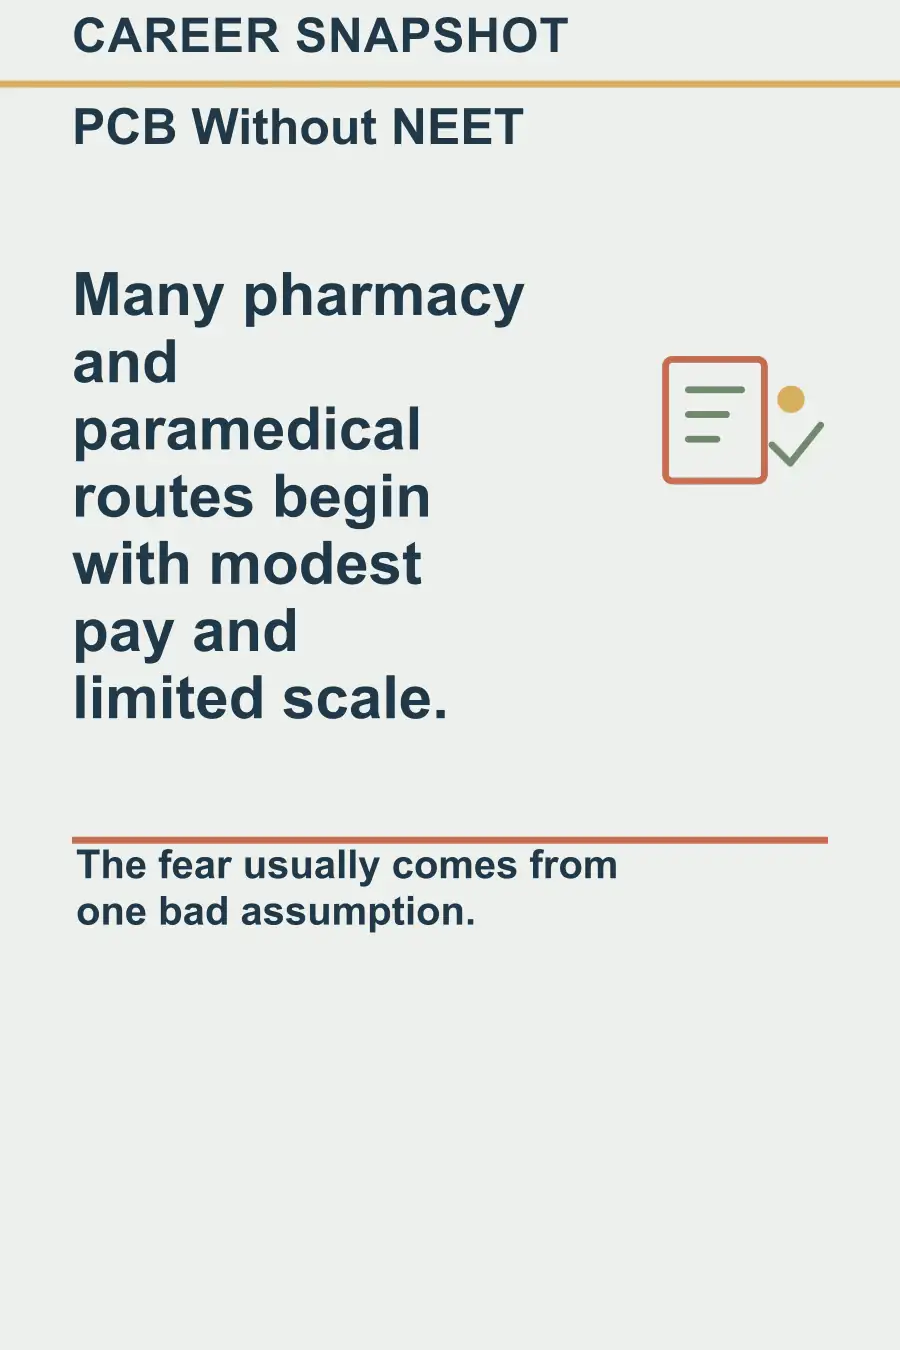 CAREER SNAPSHOT
PCB Without NEET
Many pharmacy
and
paramedical
routes begin
with modest
pay and
limited scale.
The fear usually comes from
one bad assumption.